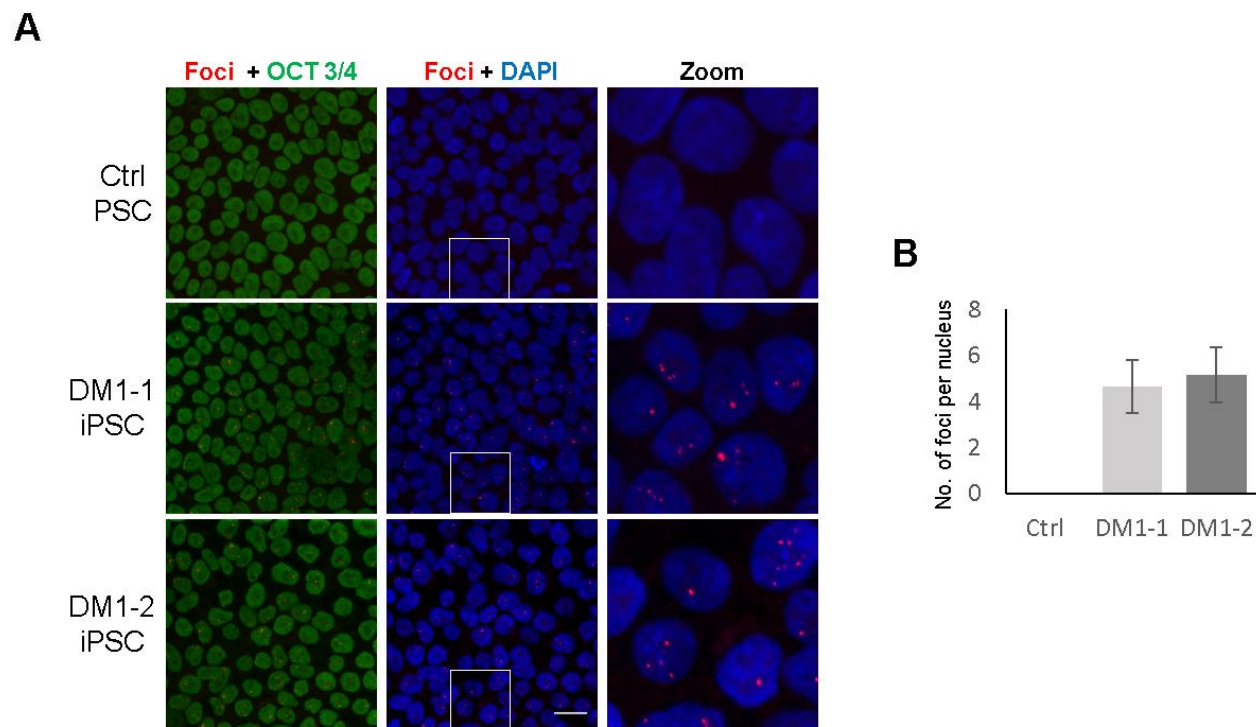 A
Foci + OCT 3/4
Foci + DAPI
Zoom
Ctrl
PSC
DM1-1
iPSC
DM1-2
iPSC
B
No. of foci per nucleus
8
6
4
2
0
Ctrl
DM1-1
DM1-2